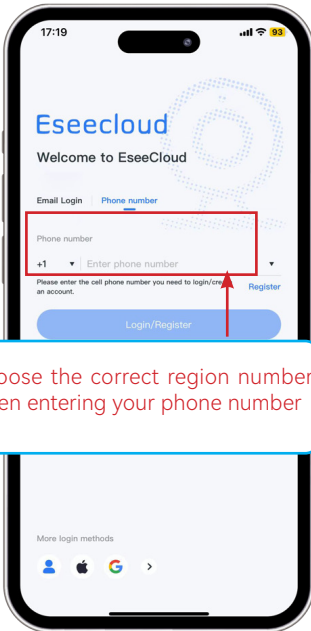 17:19
93
Eseecloud
Welcome to EseeCloud
Email Login Phone number
Phone number
+1 Enter phone number
Please enter the cell phone number you need to login/cre
an account.
Register
Login/Register
oose the correct region number
en entering your phone number
More login methods